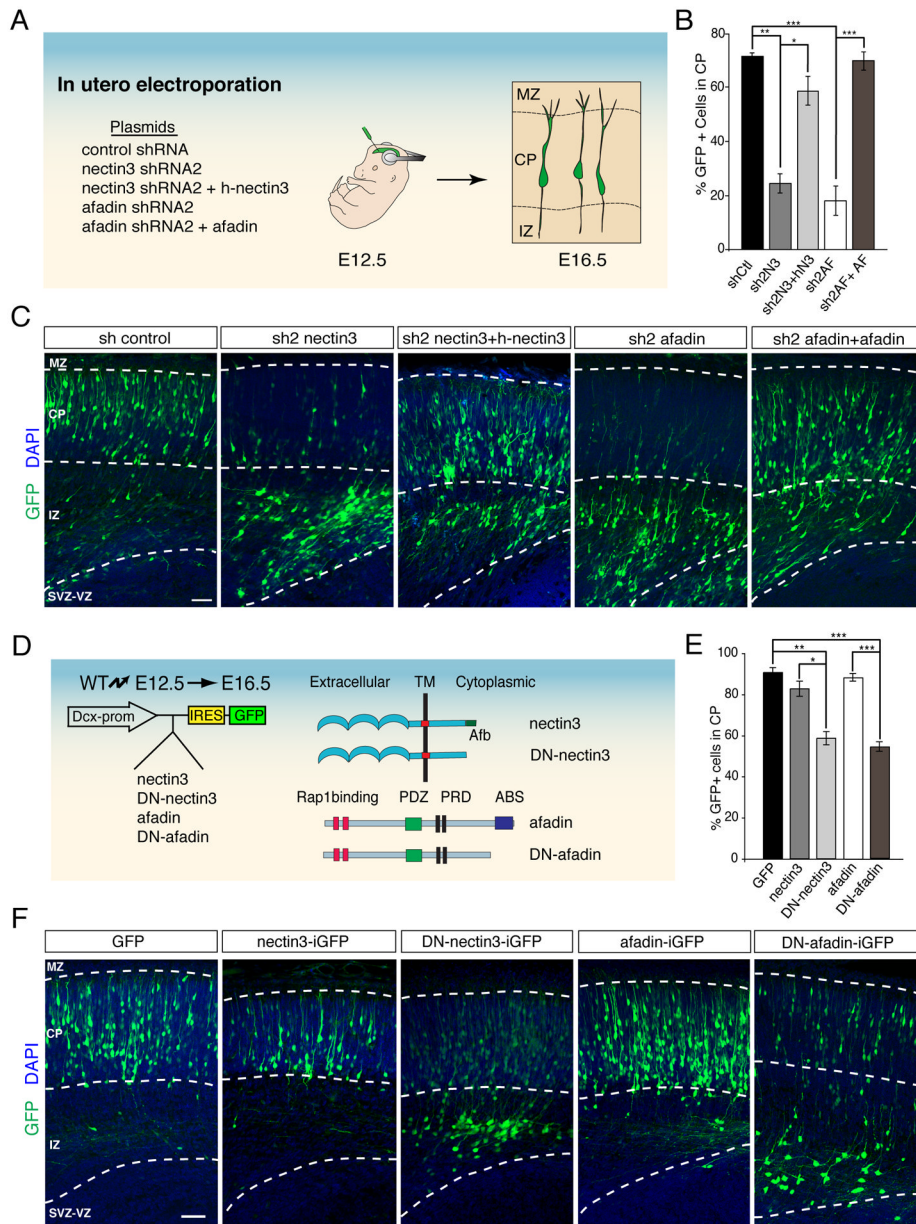 A
In utero electroporation
Plasmids
control shRNA
nectin3 shRNA2
nectin3 shRNA2 + h-nectin3
afadin shRNA2
afadin shRNA2 + afadin
E12.5
MZ
CP
IZ
E16.5
B
% GFP + Cells in CP
80
60
40
20
0
***
**
*
***
shCtl
sh2N3
sh2N3+hN3
sh2AF
sh2AF+ AF
C
sh control
sh2 nectin3
sh2 nectin3+h-nectin3
sh2 afadin
sh2 afadin+afadin
GFP DAPI
MZ
CP
IZ
SVZ-VZ
D
WT E12.5 E16.5
Dcx-prom
IRES
GFP
nectin3
DN-nectin3
afadin
DN-afadin
Extracellular TM Cytoplasmic
nectin3
Afb
DN-nectin3
Rap1binding PDZ PRD ABS
afadin
DN-afadin
E
% GFP+ cells in CP
100
80
60
40
20
0
***
**
***
*
GFP
nectin3
DN-nectin3
afadin
DN-afadin
F
GFP
nectin3-iGFP
DN-nectin3-iGFP
afadin-iGFP
DN-afadin-iGFP
GFP DAPI
MZ
CP
IZ
SVZ-VZ